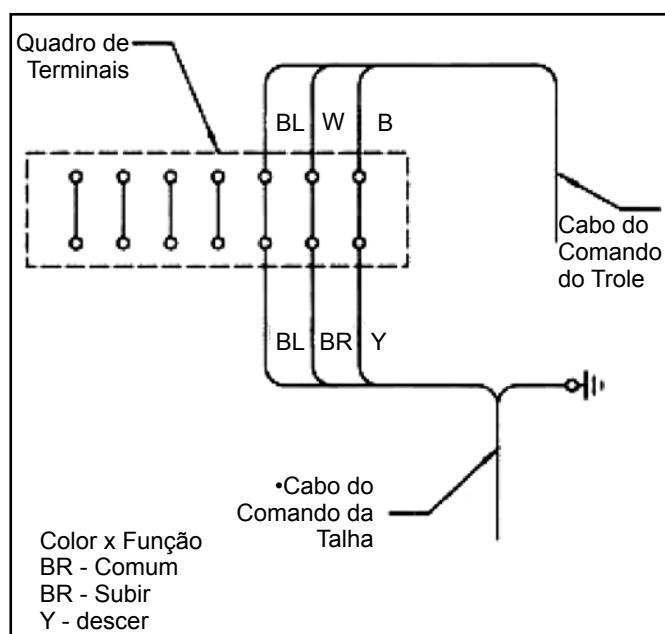 Quadro de
Terminais
BL W B
Cabo do
Comando
do Trole
BL BR Y
•Cabo do
Comando da
Talha
Color x Função
BR - Comum
BR - Subir
Y - descer